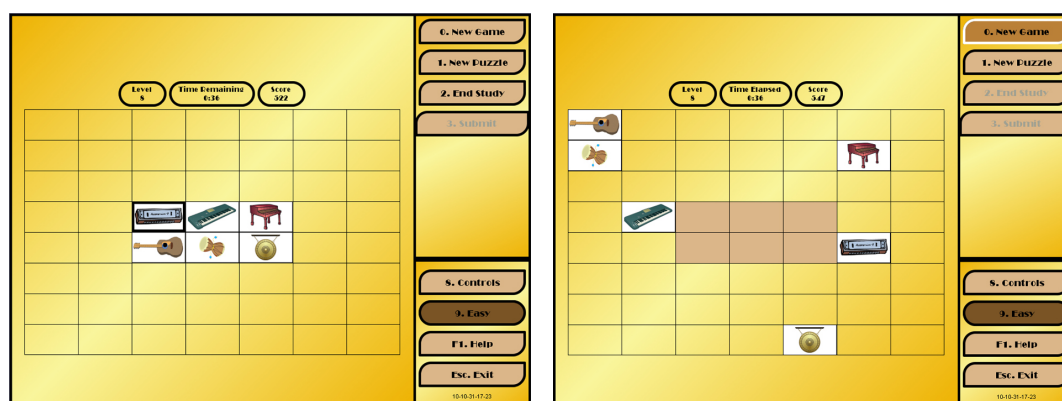 0. New Game
1. New Puzzle
2. End Study
3. Submit
Level
8
Time Remaining
0:36
Score
522
8. Controls
9. Easy
F1. Help
Esc. Exit
10-10-31-17-23
0. New Game
1. New Puzzle
2. End Study
3. Submit
Level
8
Time Elapsed
0:36
Score
547
8. Controls
9. Easy
F1. Help
Esc. Exit
10-10-31-17-23